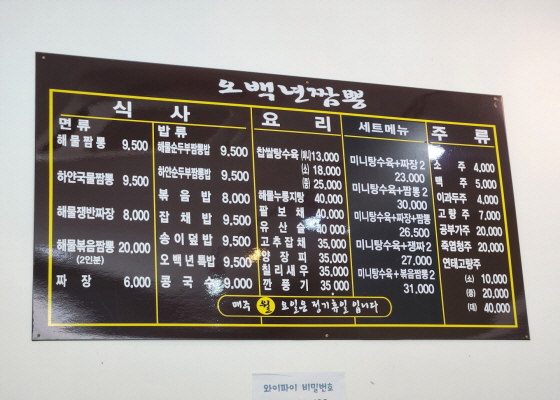 오백년짬뽕
식 사
면류
해물짬뽕 9,500
하얀국물짬뽕 9,500
해물쟁반짜장 8,000
해물볶음짬뽕 20,000
(2인분)
짜 장 6,000
밥류
해물순두부짬뽕밥 9,500
하얀순두부짬뽕밥 9,500
볶음밥 8,000
잡채밥 9,500
송이덮밥 9,500
오백년특밥 9,500
콩국수 9,000
요 리
찹쌀탕수육 (미니)13,000
(소) 18,000
(중) 25,000
해물누룽지탕 40,000
팔보채 40,000
유산슬 40,000
고추잡채 35,000
양장피 35,000
칠리새우 35,000
깐풍기 35,000
세트메뉴
미니탕수육+짜장2
23,000
미니탕수육+짬뽕2
30,000
미니탕수육+짜장+짬뽕
26,500
미니탕수육+쟁짜2
27,000
미니탕수육+볶음짬뽕2
31,000
주 류
소 주 4,000
맥 주 5,000
이과두주 4,000
고량주 7,000
공부가주 20,000
죽엽청주 20,000
연태고량주
(소) 10,000
(중) 20,000
(대) 40,000
매주 월 요일은 정기휴일 입니다
와이파이 비밀번호